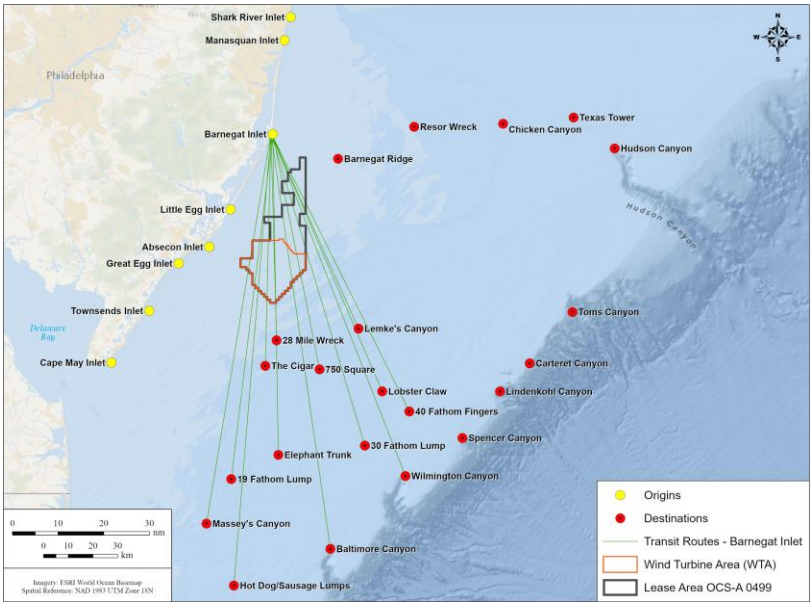 Shark River Inlet
Manasquan Inlet
N
W
E
S
Philadelphia
Texas Tower
Resor Wreck
Chicken Canyon
Barnegat Inlet
Hudson Canyon
Barnegat Ridge
Little Egg Inlet
Hudson Canyon
Absecon Inlet
Great Egg Inlet
Townsends Inlet
Toms Canyon
Delaware
Bay
Lemke's Canyon
28 Mile Wreck
Cape May Inlet
The Cigar
750 Square
Carteret Canyon
Lobster Claw
Lindenkohl Canyon
40 Fathom Fingers
30 Fathom Lump
Spencer Canyon
Elephant Trunk
19 Fathom Lump
Wilmington Canyon
Massey's Canyon
Baltimore Canyon
Hot Dog/Sausage Lumps
0 10 20 30
nm
0 10 20 30
km
Imagery: ESRI World Ocean Basemap
Spatial Reference: NAD 1983 UTM Zone 18N
Origins
Destinations
Transit Routes - Barnegat Inlet
Wind Turbine Area (WTA)
Lease Area OCS-A 0499